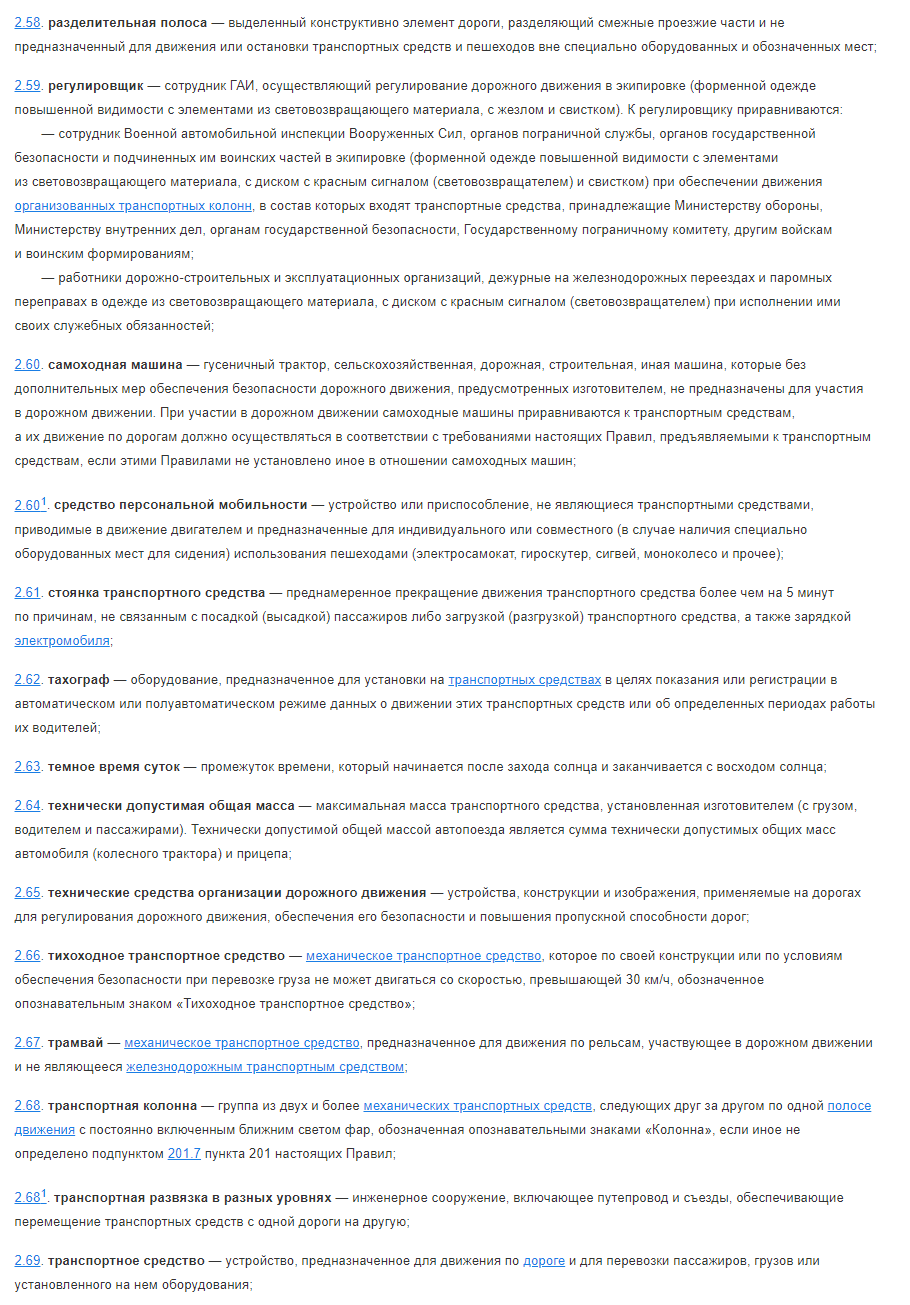 2.58. разделительная полоса — выделенный конструктивно элемент дороги, разделяющий смежные проезжие части и не
предназначенный для движения или остановки транспортных средств и пешеходов вне специально оборудованных и обозначенных мест;
2.59. регулировщик — сотрудник ГАИ, осуществляющий регулирование дорожного движения в экипировке (форменной одежде
повышенной видимости с элементами из световозвращающего материала, с жезлом и свистком). К регулировщику приравниваются:
— сотрудник Военной автомобильной инспекции Вооруженных Сил, органов пограничной службы, органов государственной
безопасности и подчиненных им воинских частей в экипировке (форменной одежде повышенной видимости с элементами
из световозвращающего материала, с диском с красным сигналом (световозвращателем) и свистком) при обеспечении движения
организованных транспортных колонн, в состав которых входят транспортные средства, принадлежащие Министерству обороны,
Министерству внутренних дел, органам государственной безопасности, Государственному пограничному комитету, другим войскам
и воинским формированиям;
— работники дорожно-строительных и эксплуатационных организаций, дежурные на железнодорожных переездах и паромных
переправах в одежде из световозвращающего материала, с диском с красным сигналом (световозвращателем) при исполнении ими
своих служебных обязанностей;
2.60. самоходная машина — гусеничный трактор, сельскохозяйственная, дорожная, строительная, иная машина, которые без
дополнительных мер обеспечения безопасности дорожного движения, предусмотренных изготовителем, не предназначены для участия
в дорожном движении. При участии в дорожном движении самоходные машины приравниваются к транспортным средствам,
а их движение по дорогам должно осуществляться в соответствии с требованиями настоящих Правил, предъявляемыми к транспортным
средствам, если этими Правилами не установлено иное в отношении самоходных машин;
2.60¹. средство персональной мобильности — устройство или приспособление, не являющиеся транспортными средствами,
приводимые в движение двигателем и предназначенные для индивидуального или совместного (в случае наличия специально
оборудованных мест для сидения) использования пешеходами (электросамокат, гироскутер, сигвей, моноколесо и прочее);
2.61. стоянка транспортного средства — преднамеренное прекращение движения транспортного средства более чем на 5 минут
по причинам, не связанным с посадкой (высадкой) пассажиров либо загрузкой (разгрузкой) транспортного средства, а также зарядкой
электромобиля;
2.62. тахограф — оборудование, предназначенное для установки на транспортных средствах в целях показания или регистрации в
автоматическом или полуавтоматическом режиме данных о движении этих транспортных средств или об определенных периодах работы
их водителей;
2.63. темное время суток — промежуток времени, который начинается после захода солнца и заканчивается с восходом солнца;
2.64. технически допустимая общая масса — максимальная масса транспортного средства, установленная изготовителем (с грузом,
водителем и пассажирами). Технически допустимой общей массой автопоезда является сумма технически допустимых общих масс
автомобиля (колесного трактора) и прицепа;
2.65. технические средства организации дорожного движения — устройства, конструкции и изображения, применяемые на дорогах
для регулирования дорожного движения, обеспечения его безопасности и повышения пропускной способности дорог;
2.66. тихоходное транспортное средство — механическое транспортное средство, которое по своей конструкции или по условиям
обеспечения безопасности при перевозке груза не может двигаться со скоростью, превышающей 30 км/ч, обозначенное
опознавательным знаком «Тихоходное транспортное средство»;
2.67. трамвай — механическое транспортное средство, предназначенное для движения по рельсам, участвующее в дорожном движении
и не являющееся железнодорожным транспортным средством;
2.68. транспортная колонна — группа из двух и более механических транспортных средств, следующих друг за другом по одной полосе
движения с постоянно включенным ближним светом фар, обозначенная опознавательными знаками «Колонна», если иное не
определено подпунктом 201.7 пункта 201 настоящих Правил;
2.68¹. транспортная развязка в разных уровнях — инженерное сооружение, включающее путепровод и съезды, обеспечивающие
перемещение транспортных средств с одной дороги на другую;
2.69. транспортное средство — устройство, предназначенное для движения по дороге и для перевозки пассажиров, грузов или
установленного на нем оборудования;